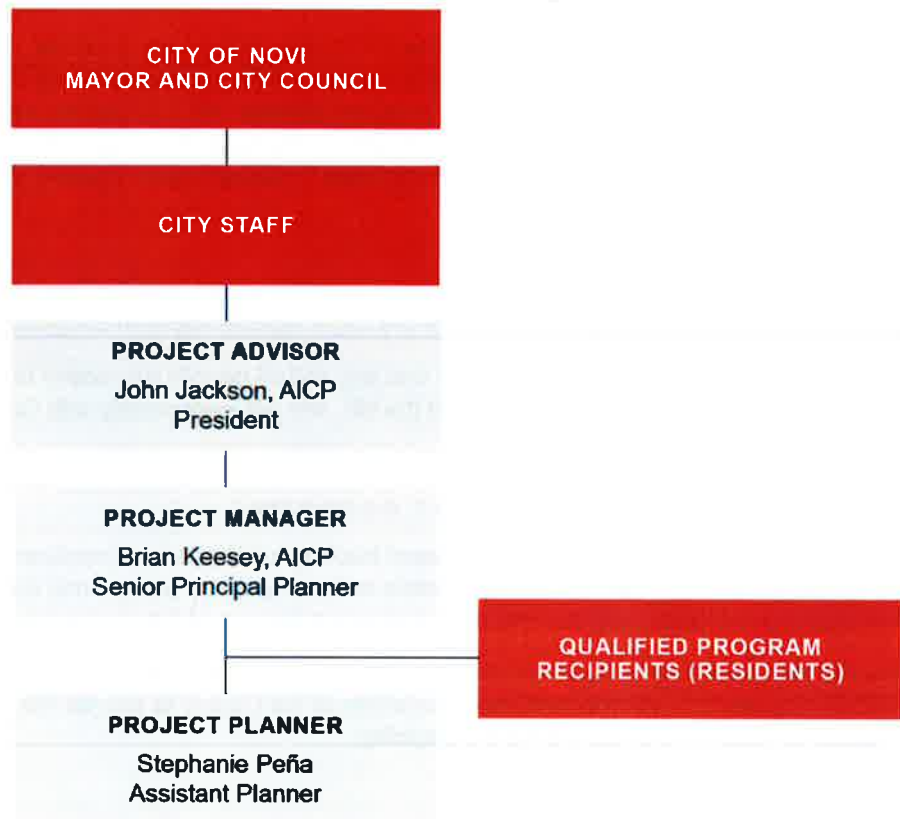 CITY OF NOVI
MAYOR AND CITY COUNCIL
CITY STAFF
PROJECT ADVISOR
John Jackson, AICP
President
PROJECT MANAGER
Brian Keesey, AICP
Senior Principal Planner
QUALIFIED PROGRAM
RECIPIENTS (RESIDENTS)
PROJECT PLANNER
Stephanie Peña
Assistant Planner